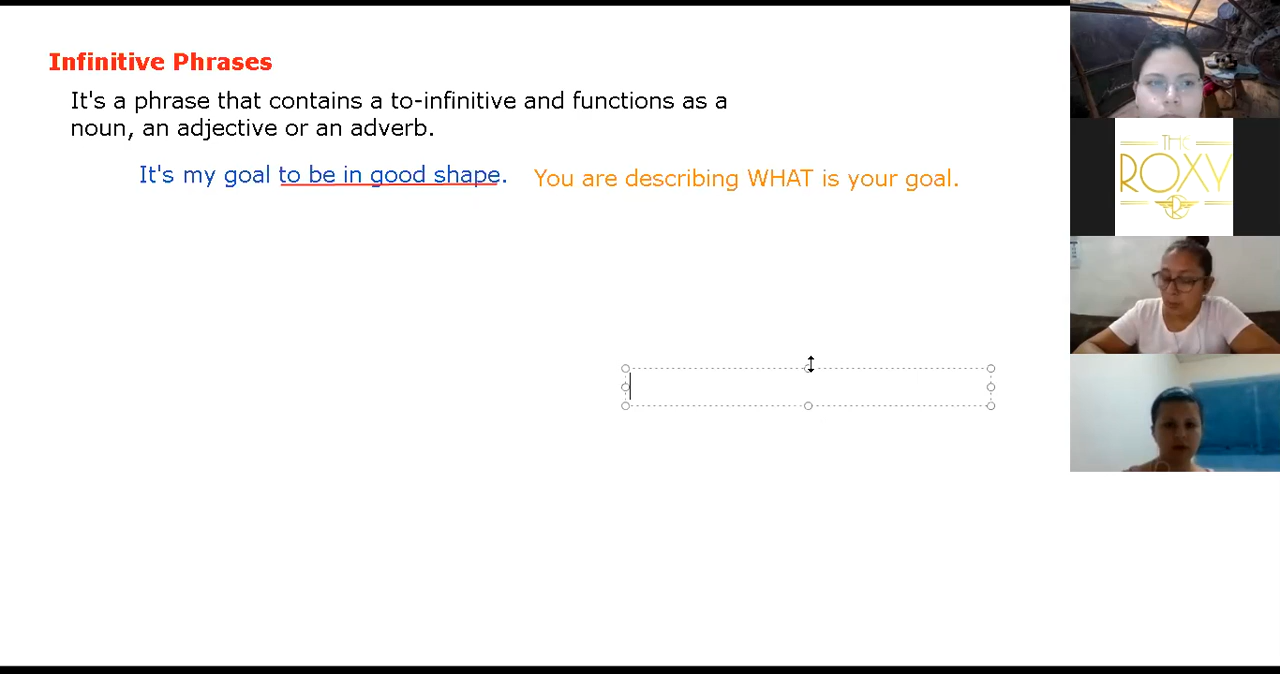 Infinitive Phrases
It's a phrase that contains a to-infinitive and functions as a
noun, an adjective or an adverb.
It's my goal to be in good shape. You are describing WHAT is your goal.
THE
ROXY
R